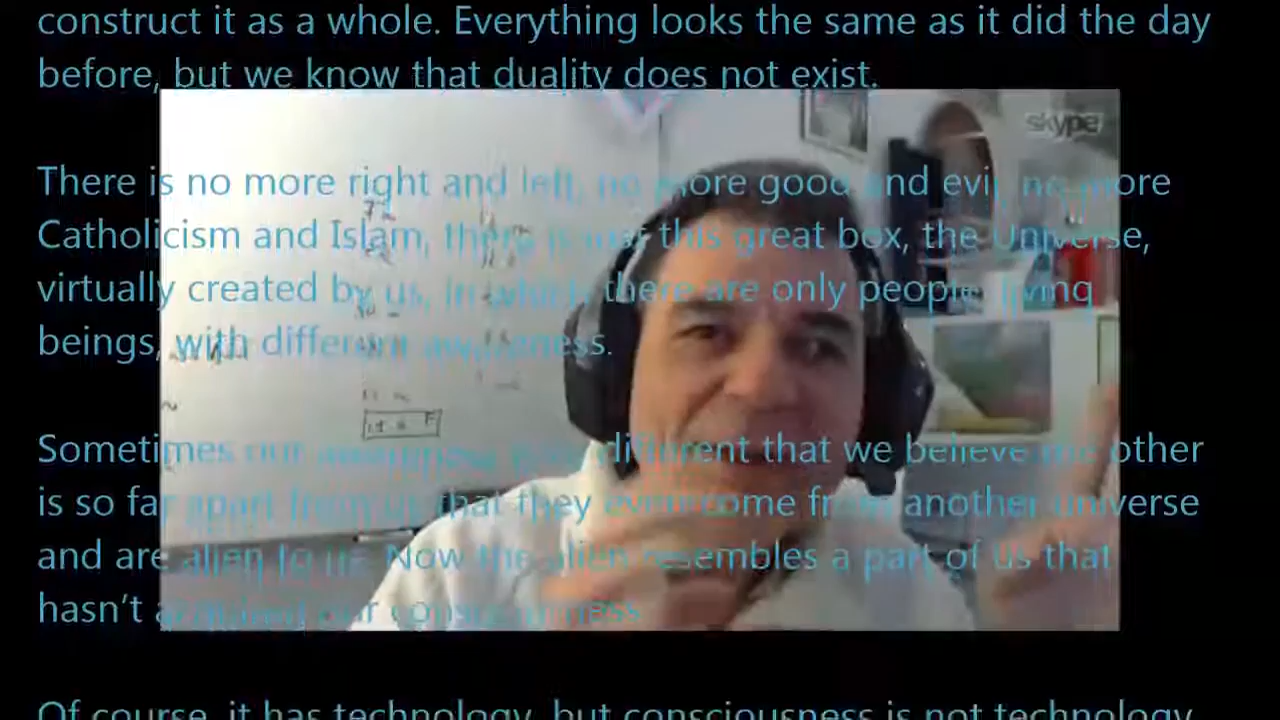 construct it as a whole. Everything looks the same as it did the day
before, but we know that duality does not exist.
skype
There is no more right and left, no more good and evil, no more
Catholicism and Islam, there is just this great box, the Universe,
virtually created by us, in which there are only people, living
beings, with different awareness.
Sometimes our awareness is so different that we believe the other
is so far apart from us that they even come from another universe
and are alien to us. Now the alien resembles a part of us that
hasn't acquired our consciousness.
Of course, it has technology, but consciousness is not technology